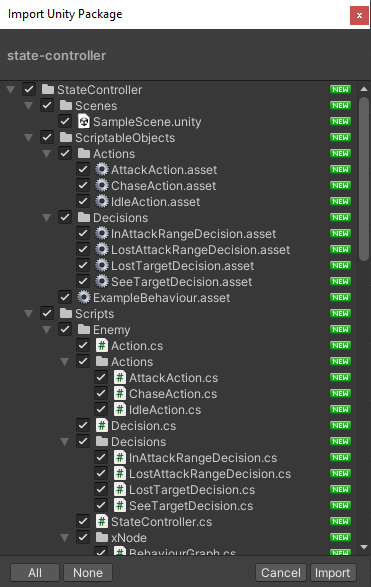 Import Unity Package
state-controller
StateController NEW
Scenes NEW
SampleScene.unity NEW
ScriptableObjects NEW
Actions NEW
AttackAction.asset NEW
ChaseAction.asset NEW
IdleAction.asset NEW
Decisions NEW
InAttackRangeDecision.asset NEW
LostAttackRangeDecision.asset NEW
LostTargetDecision.asset NEW
SeeTargetDecision.asset NEW
ExampleBehaviour.asset NEW
Scripts NEW
Enemy NEW
Action.cs NEW
Actions NEW
AttackAction.cs NEW
ChaseAction.cs NEW
IdleAction.cs NEW
Decision.cs NEW
Decisions NEW
InAttackRangeDecision.cs NEW
LostAttackRangeDecision.cs NEW
LostTargetDecision.cs NEW
SeeTargetDecision.cs NEW
StateController.cs NEW
xNode NEW
BehaviourGraph.cs NEW
All None Cancel Import